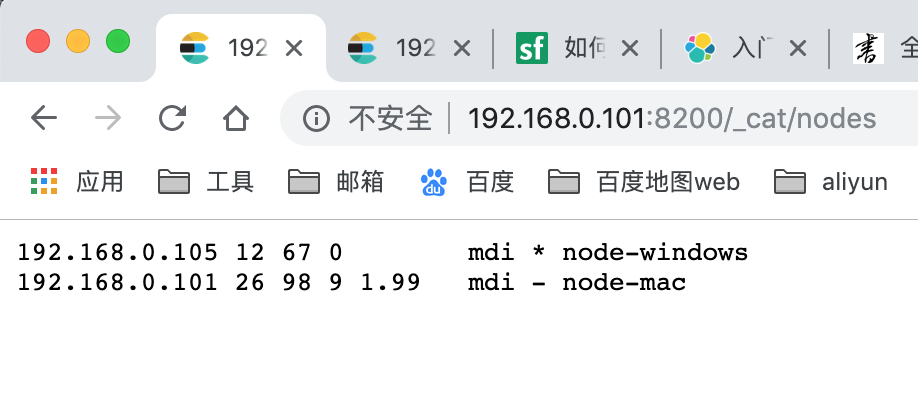 192
192
sf 如何
入门
书 全
不安全 192.168.0.101:8200/_cat/nodes
应用 工具 邮箱 du 百度 百度地图web aliyun
192.168.0.105 12 67 0 mdi * node-windows
192.168.0.101 26 98 9 1.99 mdi - node-mac